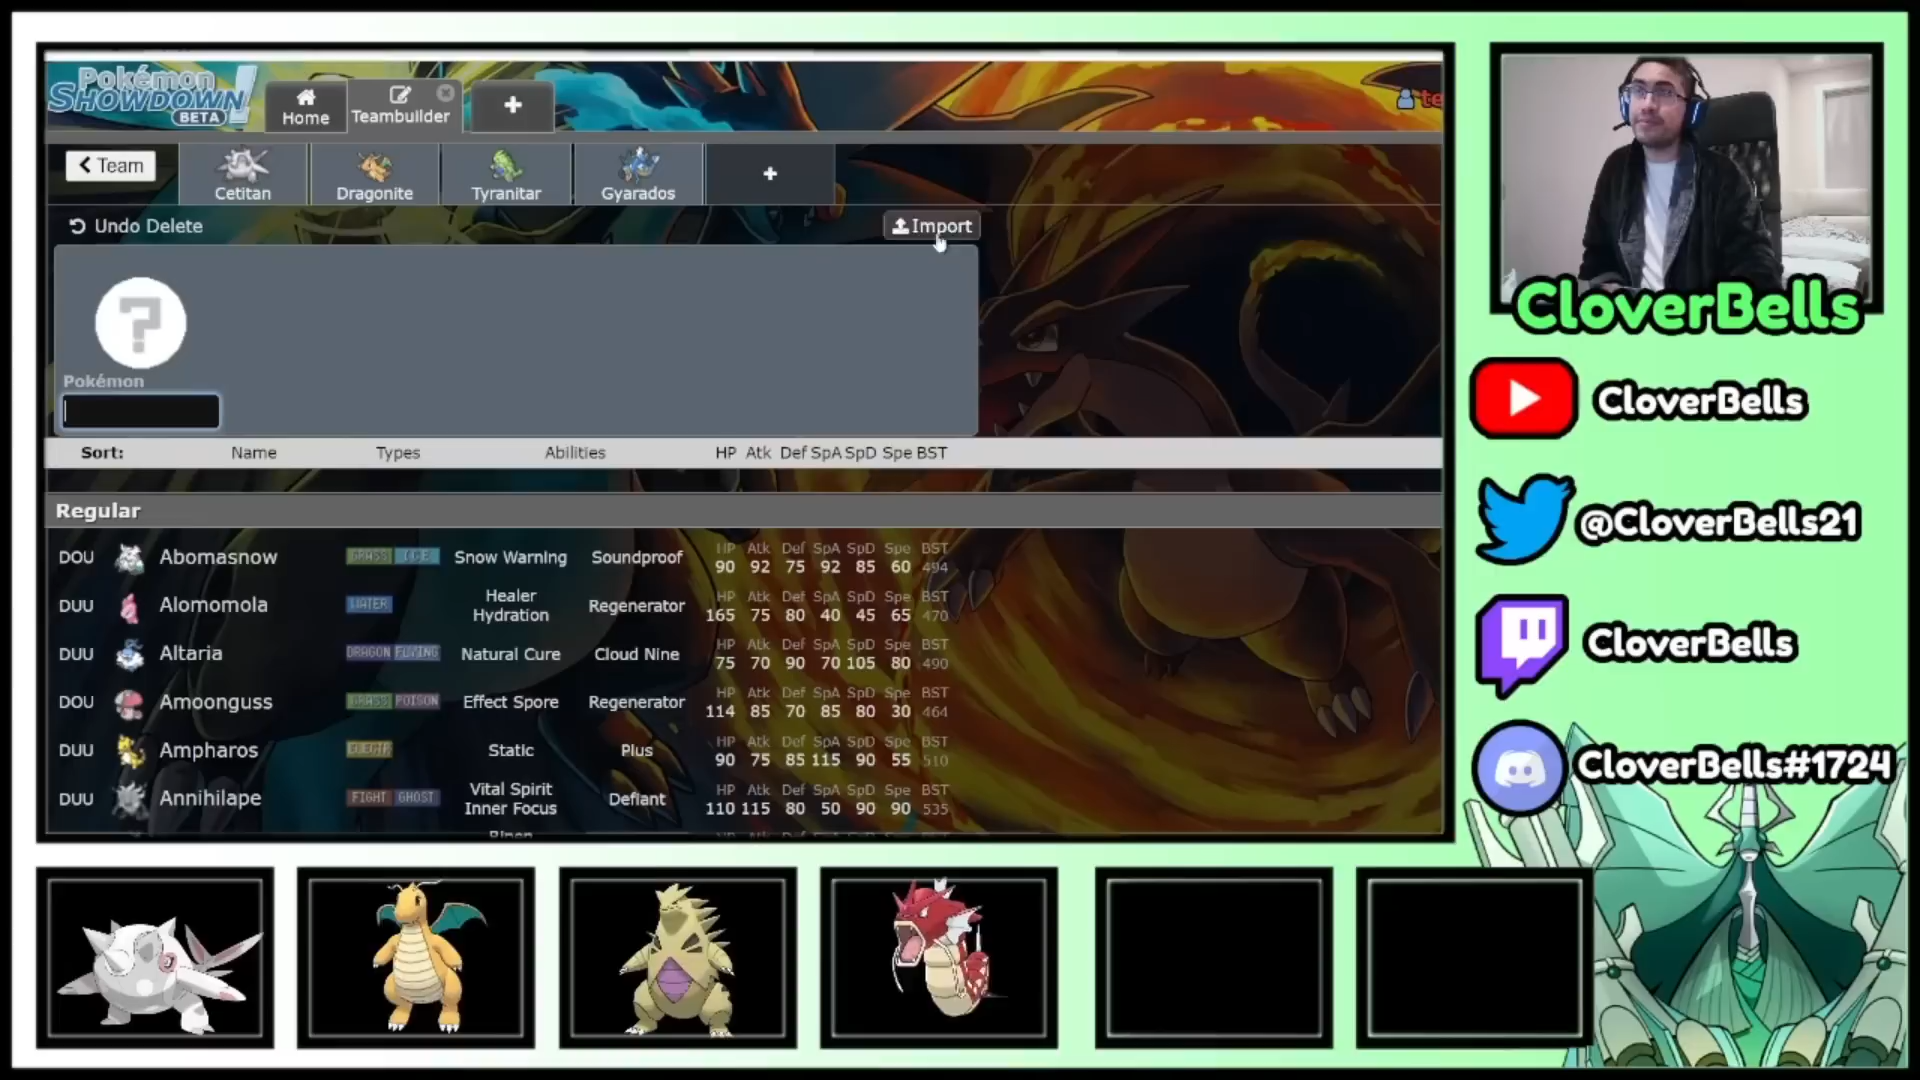 Pokémon
SHOWDOWN!
BETA
Home
Teambuilder
+
te
Team
Cetitan
Dragonite
Tyranitar
Gyarados
+
Undo Delete
Import
?
Pokémon
Sort: Name Types Abilities HP Atk Def SpA SpD Spe BST
Regular
DOU Abomasnow GRASS ICE Snow Warning Soundproof HP 90 Atk 92 Def 75 SpA 92 SpD 85 Spe 60 BST 494
DUU Alomomola WATER Healer Hydration Regenerator HP 165 Atk 75 Def 80 SpA 40 SpD 45 Spe 65 BST 470
DUU Altaria DRAGON FLYING Natural Cure Cloud Nine HP 75 Atk 70 Def 90 SpA 70 SpD 105 Spe 80 BST 490
DOU Amoonguss GRASS POISON Effect Spore Regenerator HP 114 Atk 85 Def 70 SpA 85 SpD 80 Spe 30 BST 464
DUU Ampharos ELECTR Static Plus HP 90 Atk 75 Def 85 SpA 115 SpD 90 Spe 55 BST 510
DUU Annihilape FIGHT GHOST Vital Spirit Inner Focus Defiant HP 110 Atk 115 Def 80 SpA 50 SpD 90 Spe 90 BST 535
CloverBells
CloverBells
@CloverBells21
CloverBells
CloverBells#1724